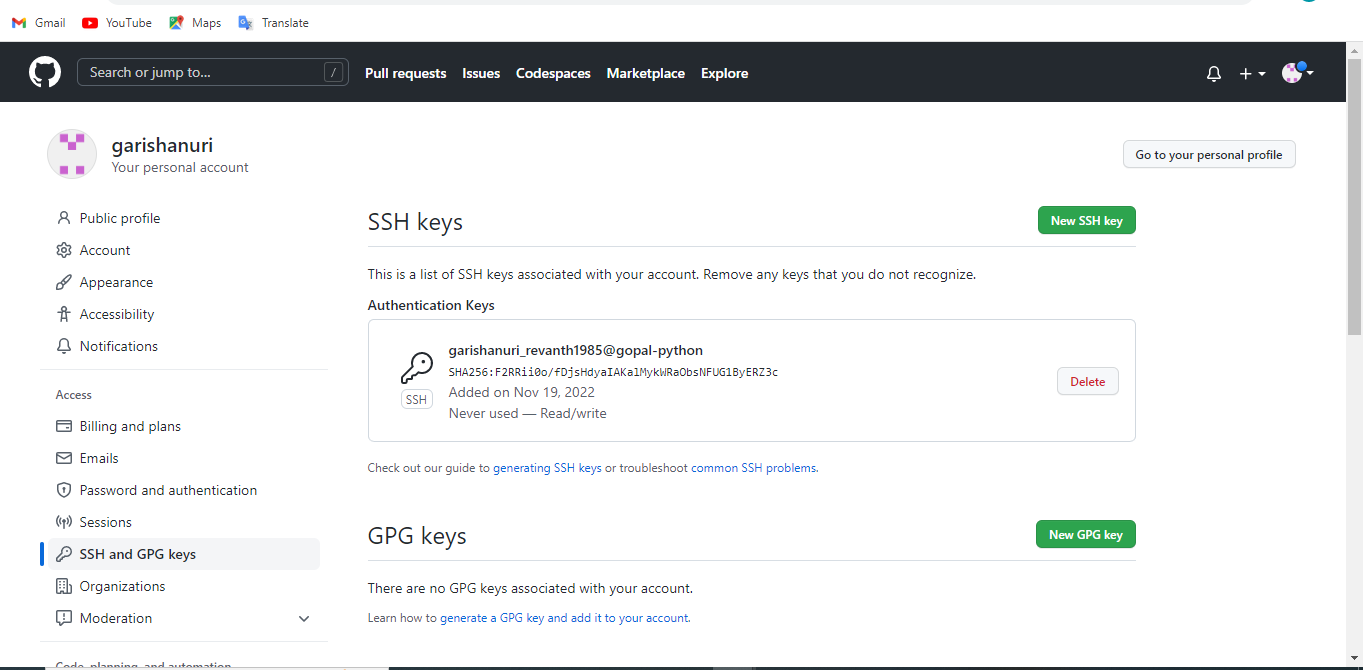 Gmail YouTube Maps Translate
Search or jump to... / Pull requests Issues Codespaces Marketplace Explore
garishanuri
Your personal account
Go to your personal profile
Public profile
Account
Appearance
Accessibility
Notifications
Access
Billing and plans
Emails
Password and authentication
Sessions
SSH and GPG keys
Organizations
Moderation
Code, planning, and automation
SSH keys
New SSH key
This is a list of SSH keys associated with your account. Remove any keys that you do not recognize.
Authentication Keys
garishanuri_revanth1985@gopal-python
SHA256:F2RRii0o/fDjsHdyaIAKa1MykWRaObsNFUG1ByERZ3c
Added on Nov 19, 2022
Never used — Read/write
SSH
Delete
Check out our guide to generating SSH keys or troubleshoot common SSH problems.
GPG keys
New GPG key
There are no GPG keys associated with your account.
Learn how to generate a GPG key and add it to your account.